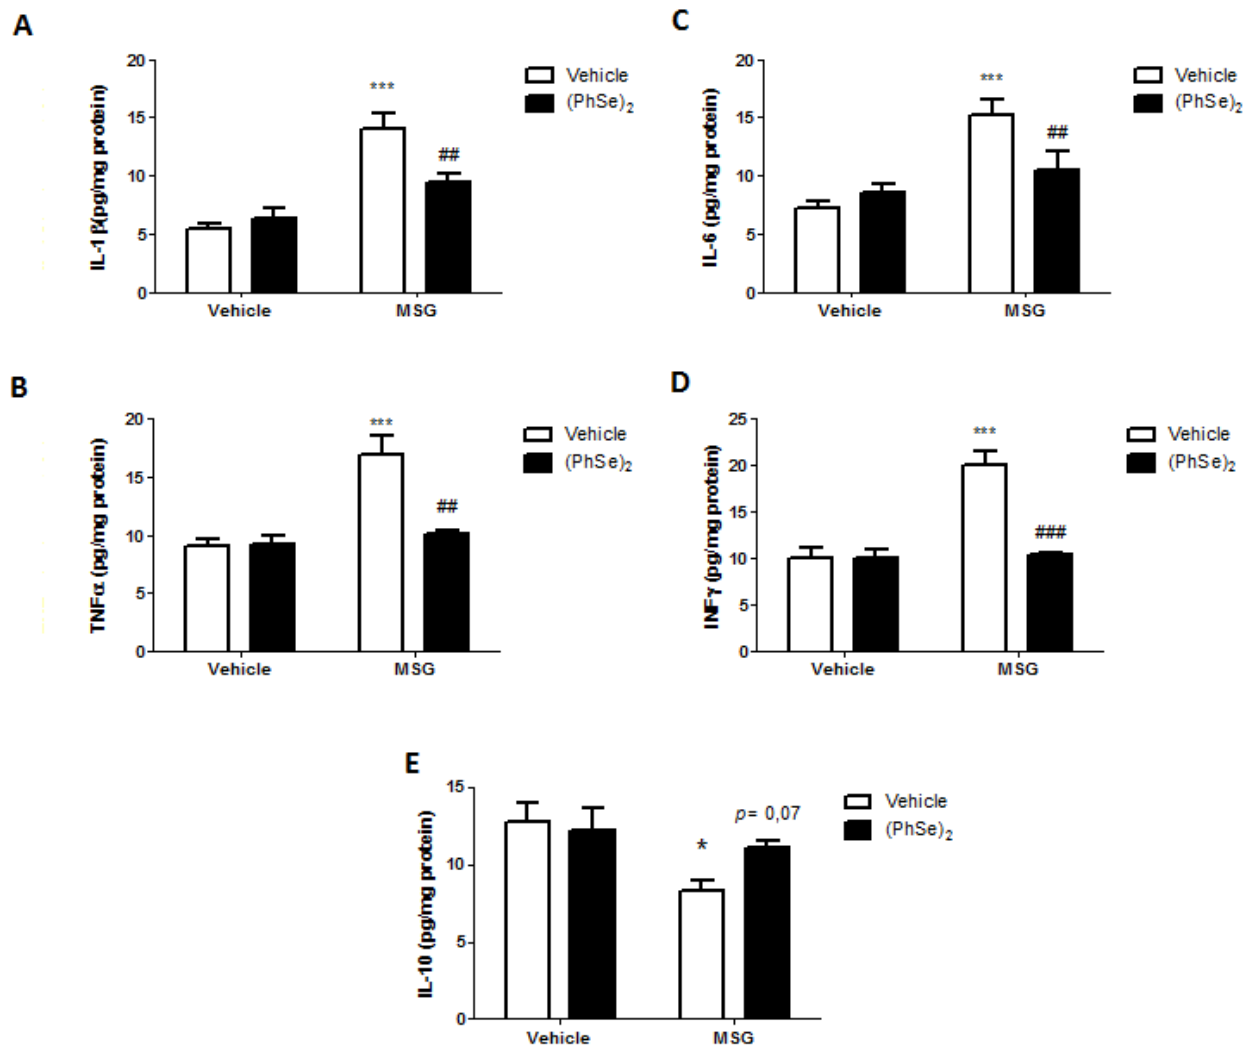 A
IL-1 β(pg/mg protein)
20
15
10
5
0
***
##
Vehicle
MSG
Vehicle
(PhSe)2
C
IL-6 (pg/mg protein)
20
15
10
5
0
***
##
Vehicle
MSG
Vehicle
(PhSe)2
B
TNFα (pg/mg protein)
20
15
10
5
0
***
##
Vehicle
MSG
Vehicle
(PhSe)2
D
INFγ (pg/mg protein)
25
20
15
10
5
0
***
###
Vehicle
MSG
Vehicle
(PhSe)2
E
IL-10 (pg/mg protein)
15
10
5
0
*
p= 0,07
Vehicle
MSG
Vehicle
(PhSe)2